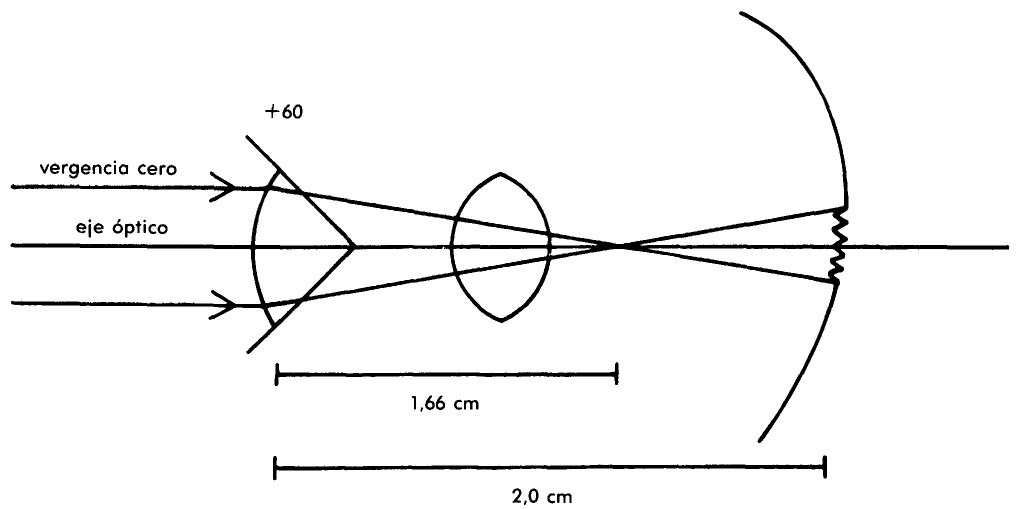 +60
vergencia cero
eje óptico
1,66 cm
2,0 cm